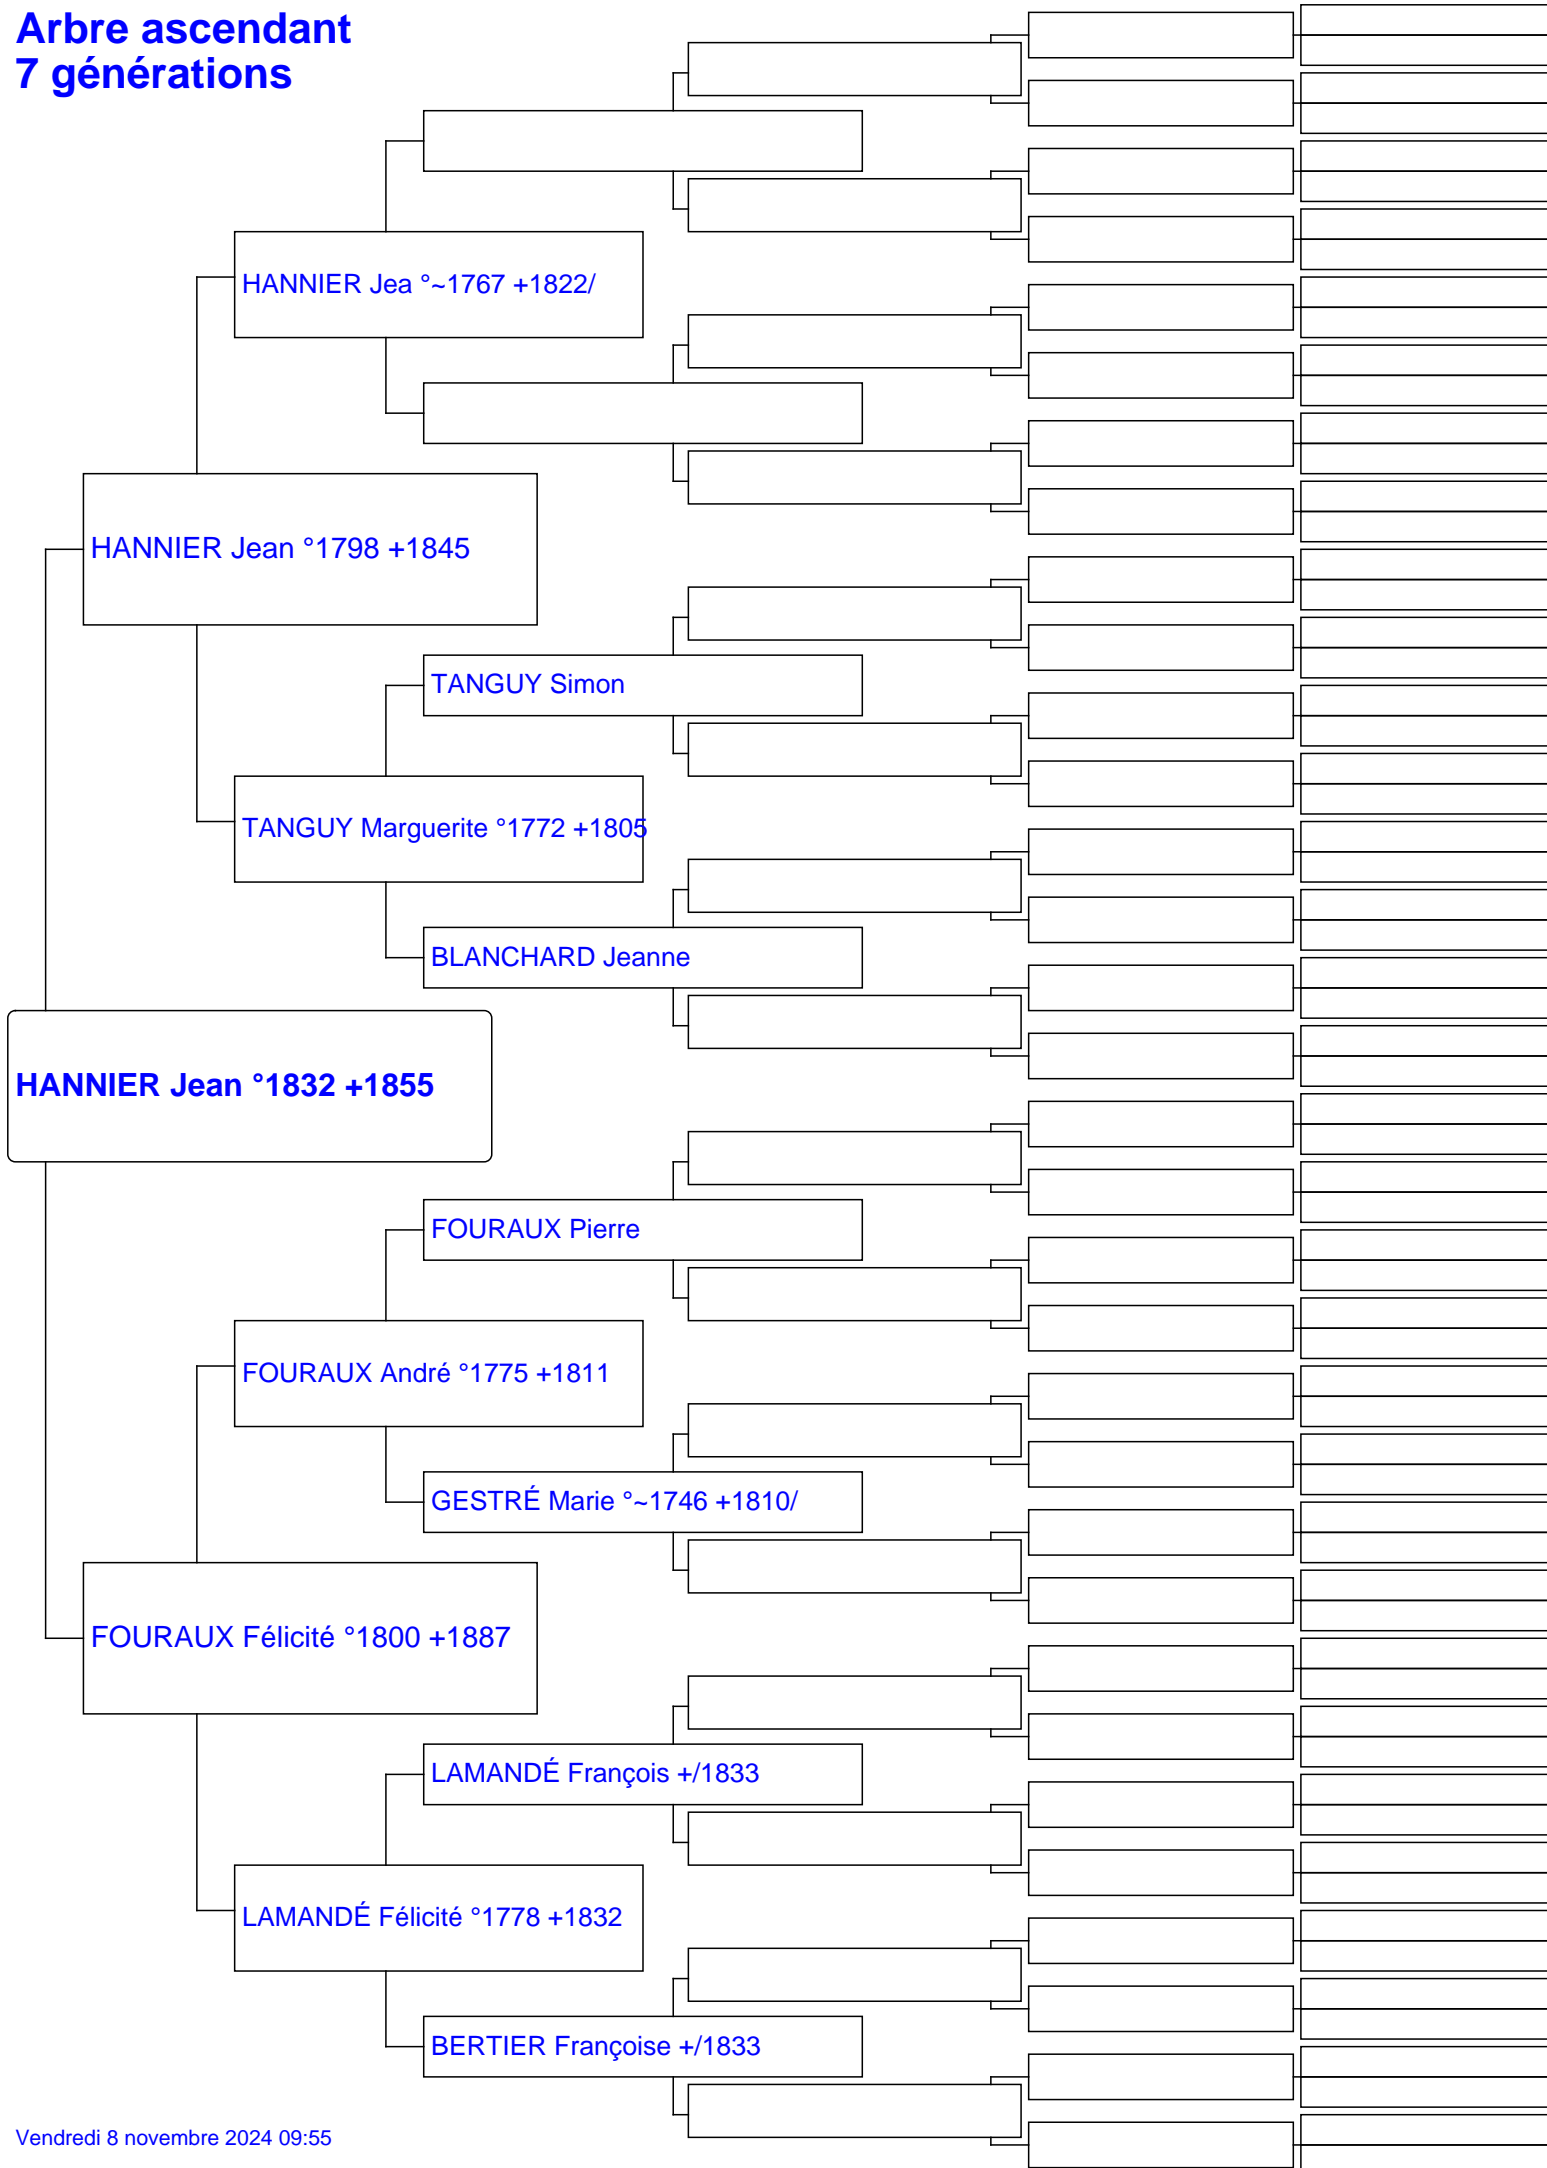 Arbre ascendant
7 générations
HANNIER Jea °~1767 +1822/
HANNIER Jean °1798 +1845
TANGUY Simon
TANGUY Marguerite °1772 +1805
BLANCHARD Jeanne
HANNIER Jean °1832 +1855
FOURAUX Pierre
FOURAUX André °1775 +1811
GESTRÉ Marie °~1746 +1810/
FOURAUX Félicité °1800 +1887
LAMANDÉ François +/1833
LAMANDÉ Félicité °1778 +1832
BERTIER Françoise +/1833
Vendredi 8 novembre 2024 09:55